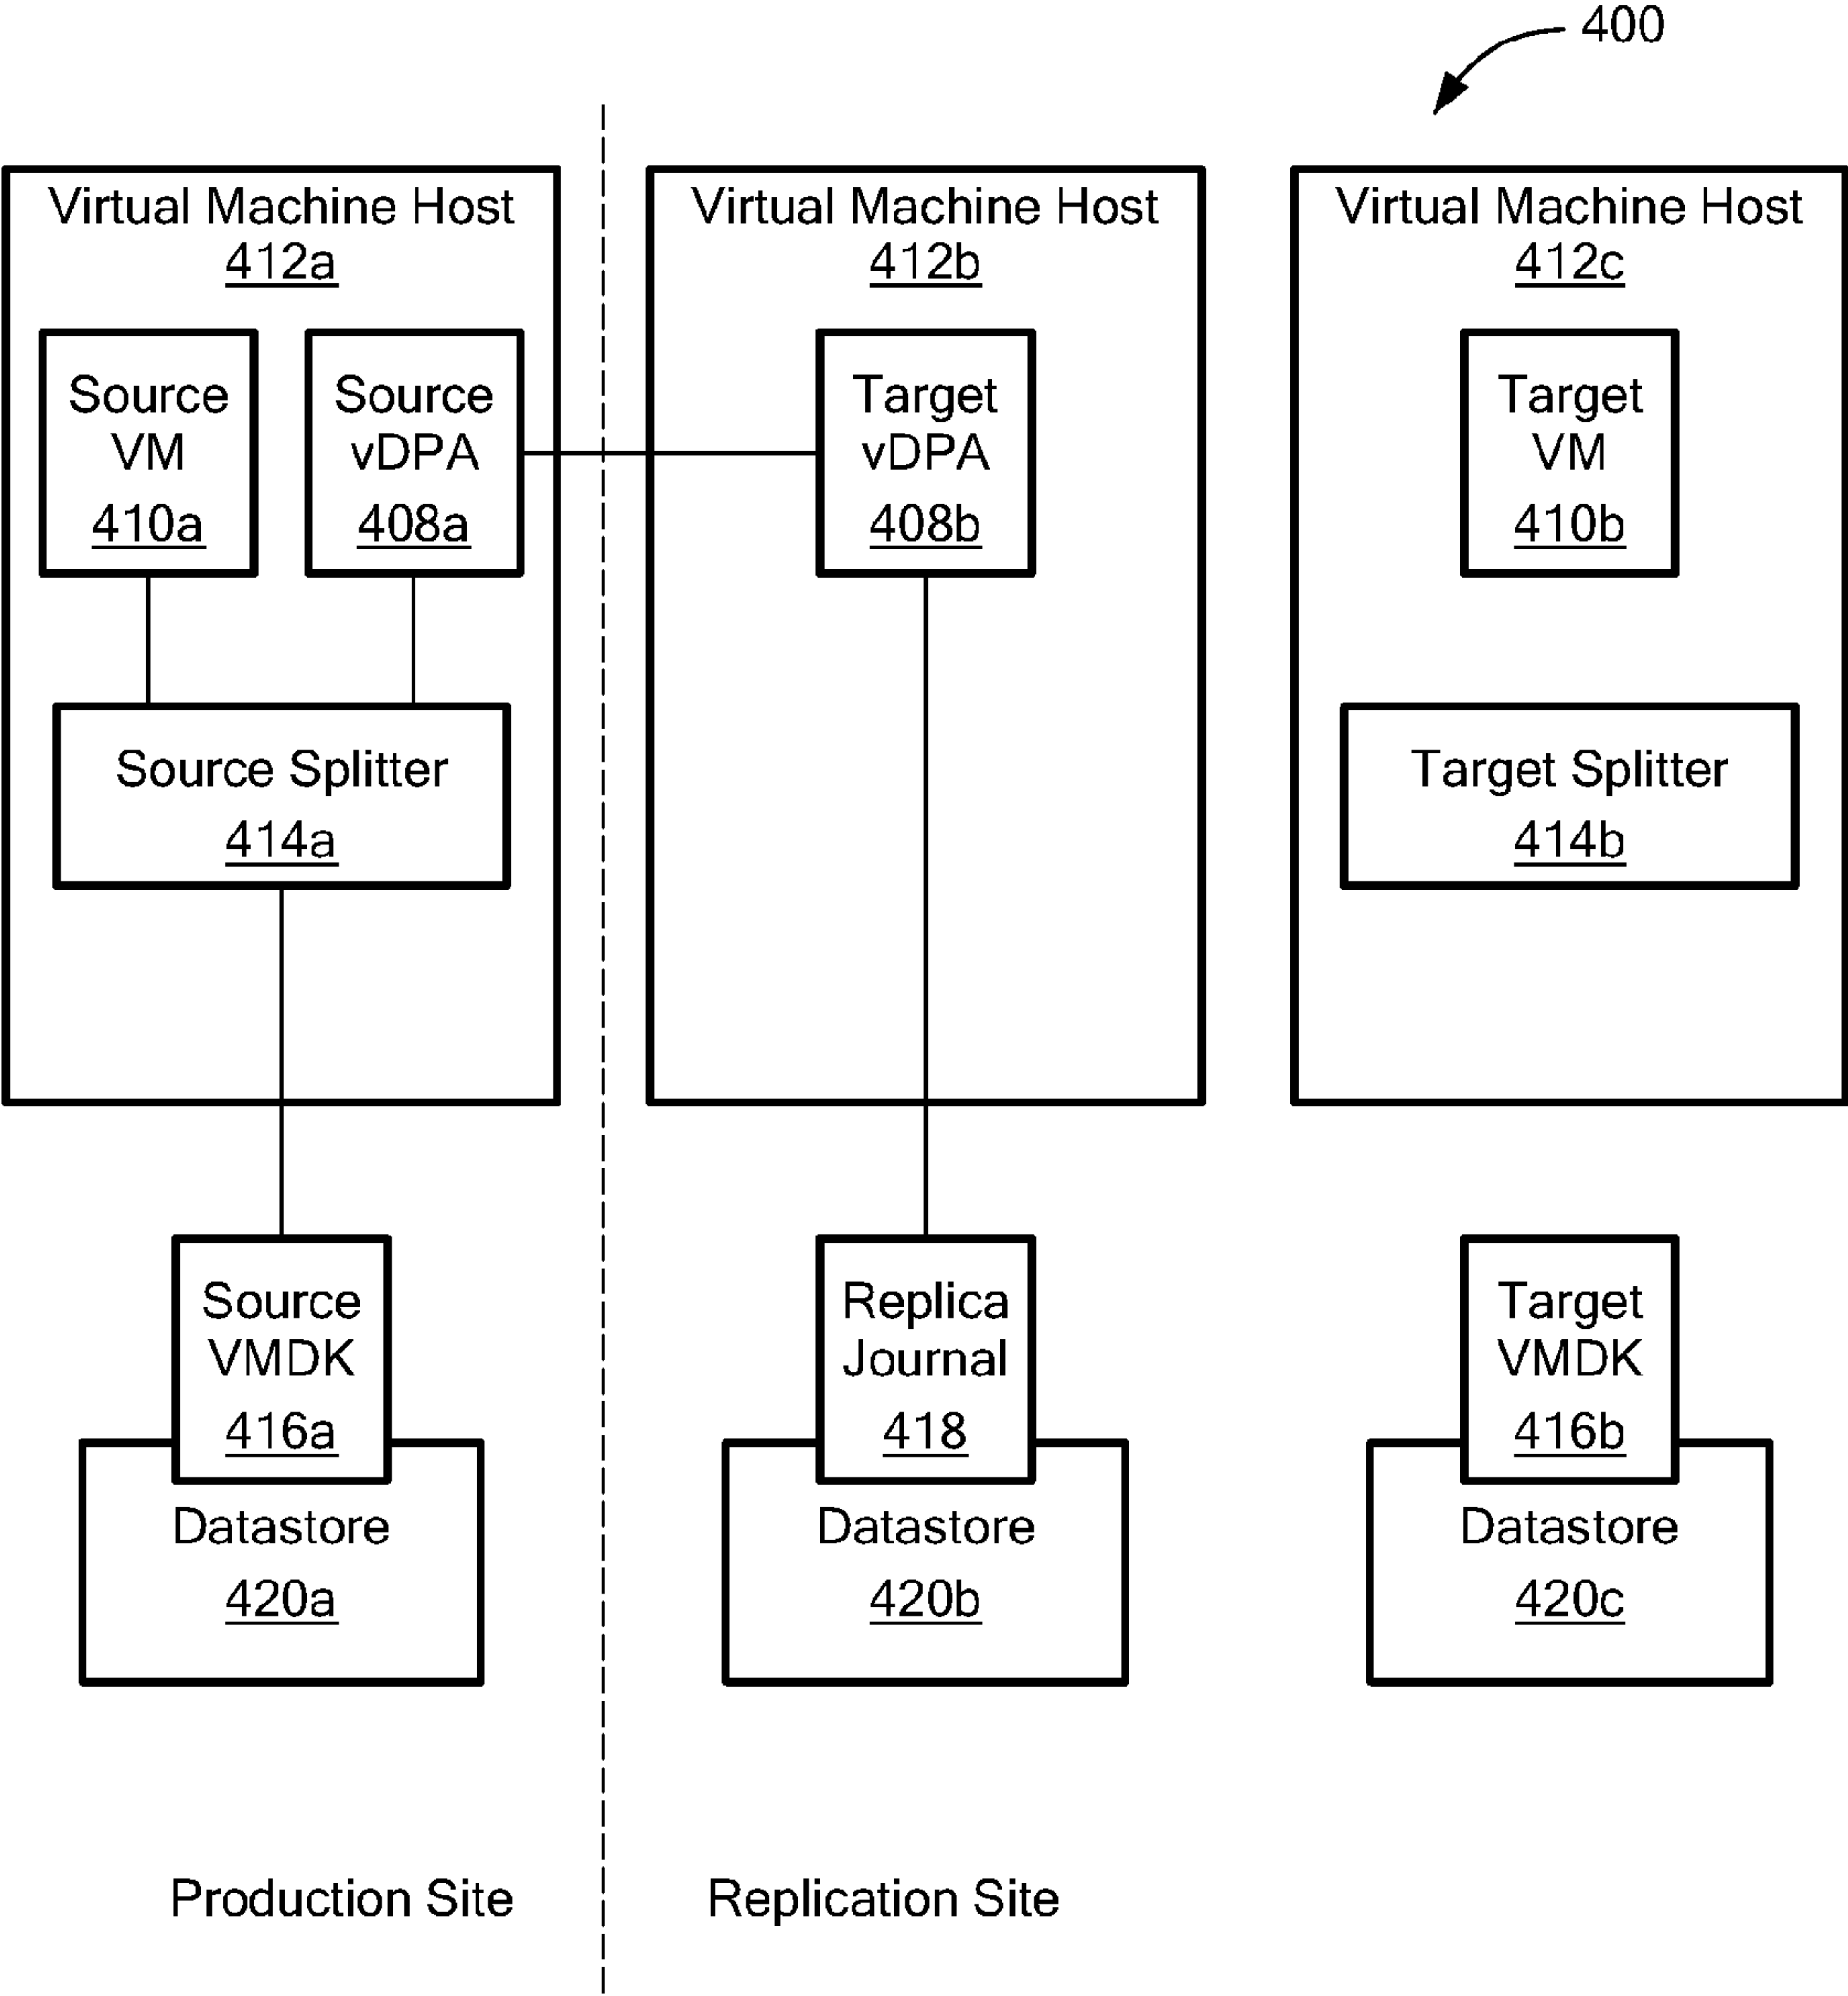 400
Virtual Machine Host
412a
Source
VM
410a
Source
vDPA
408a
Source Splitter
414a
Source
VMDK
416a
Datastore
420a
Production Site
Virtual Machine Host
412b
Target
vDPA
408b
Replica
Journal
418
Datastore
420b
Replication Site
Virtual Machine Host
412c
Target
VM
410b
Target Splitter
414b
Target
VMDK
416b
Datastore
420c